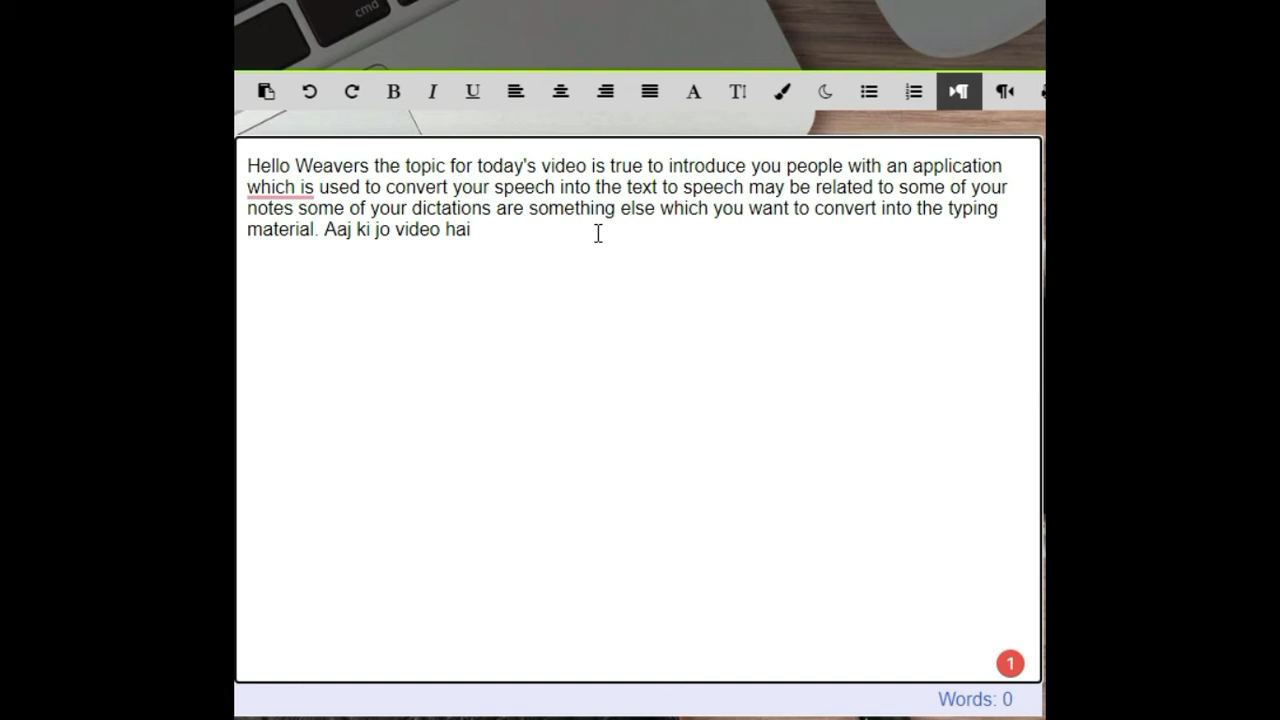 cmd
B I U A T
Hello Weavers the topic for today's video is true to introduce you people with an application
which is used to convert your speech into the text to speech may be related to some of your
notes some of your dictations are something else which you want to convert into the typing
material. Aaj ki jo video hai
1
Words: 0